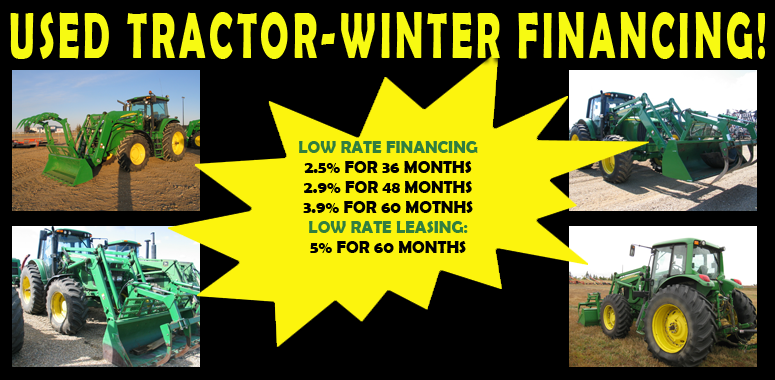 USED TRACTOR-WINTER FINANCING!
LOW RATE FINANCING
2.5% FOR 36 MONTHS
2.9% FOR 48 MONTHS
3.9% FOR 60 MOTNHS
LOW RATE LEASING:
5% FOR 60 MONTHS